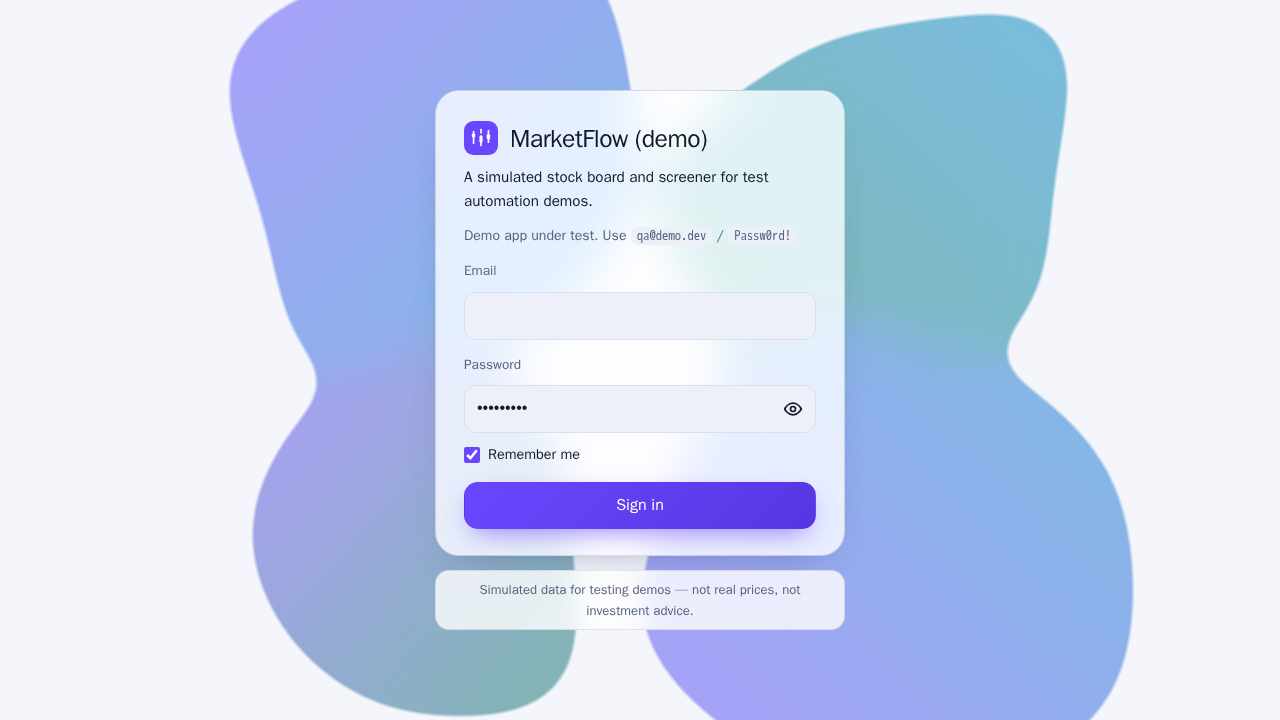 MarketFlow (demo)
A simulated stock board and screener for test
automation demos.
Demo app under test. Use qa@demo.dev / Passw0rd!
Email
Password
•••••••••
Remember me
Sign in
Simulated data for testing demos — not real prices, not
investment advice.